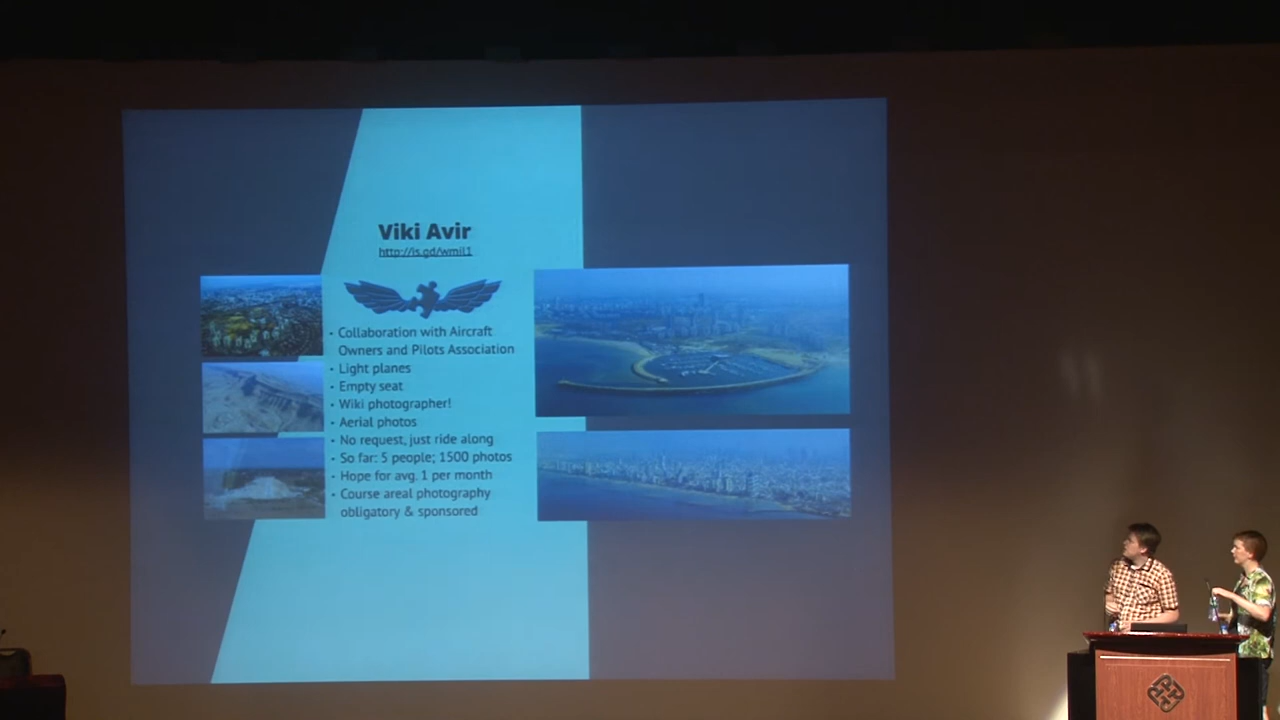 Viki Avir
http://is.gd/wmil1
• Collaboration with Aircraft
Owners and Pilots Association
• Light planes
• Empty seat
• Wiki photographer!
• Aerial photos
• No request, just ride along
• So far: 5 people; 1500 photos
• Hope for avg. 1 per month
• Course areal photography
obligatory & sponsored